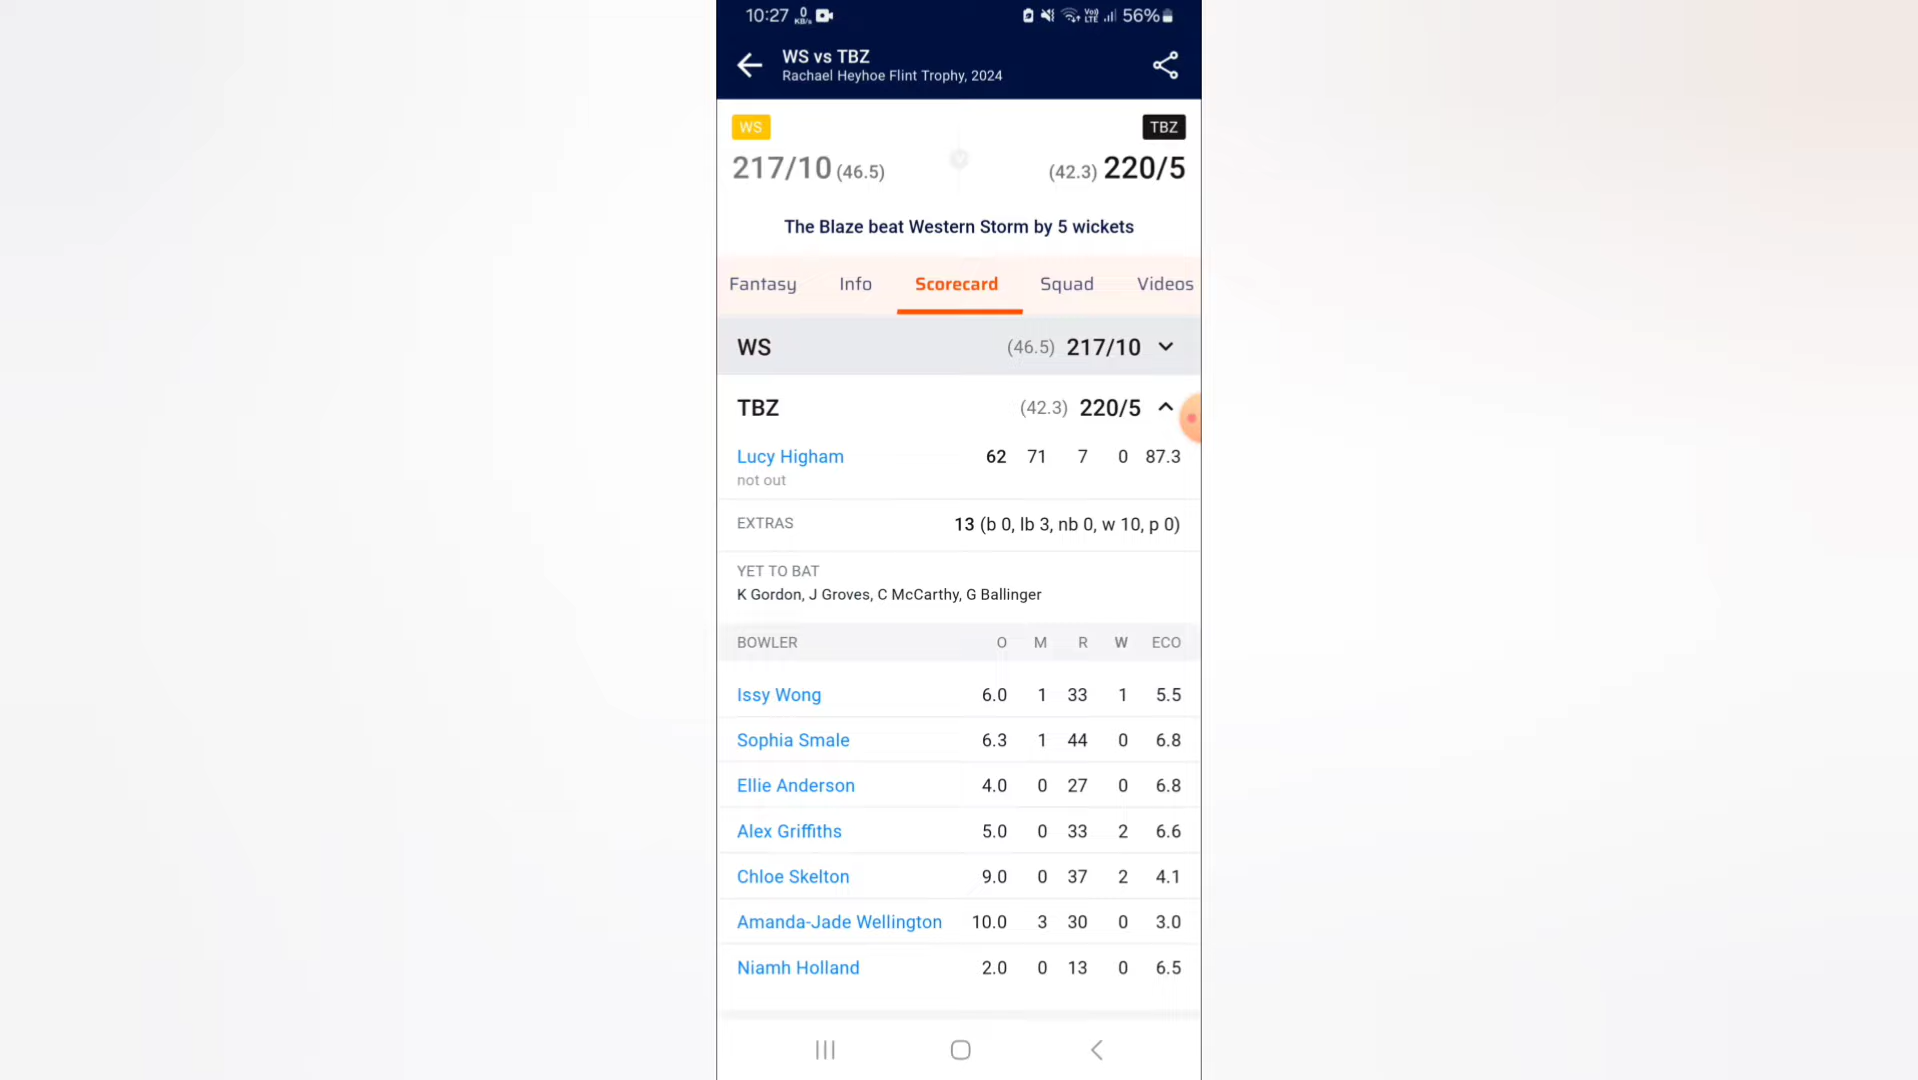 10:27 0 KB/s Vo) LTE 56%
WS vs TBZ
Rachael Heyhoe Flint Trophy, 2024
WS TBZ
217/10 (46.5) (42.3) 220/5
The Blaze beat Western Storm by 5 wickets
Fantasy Info Scorecard Squad Videos
WS (46.5) 217/10
TBZ (42.3) 220/5
Lucy Higham 62 71 7 0 87.3
not out
EXTRAS 13 (b 0, lb 3, nb 0, w 10, p 0)
YET TO BAT
K Gordon, J Groves, C McCarthy, G Ballinger
BOWLER O M R W ECO
Issy Wong 6.0 1 33 1 5.5
Sophia Smale 6.3 1 44 0 6.8
Ellie Anderson 4.0 0 27 0 6.8
Alex Griffiths 5.0 0 33 2 6.6
Chloe Skelton 9.0 0 37 2 4.1
Amanda-Jade Wellington 10.0 3 30 0 3.0
Niamh Holland 2.0 0 13 0 6.5